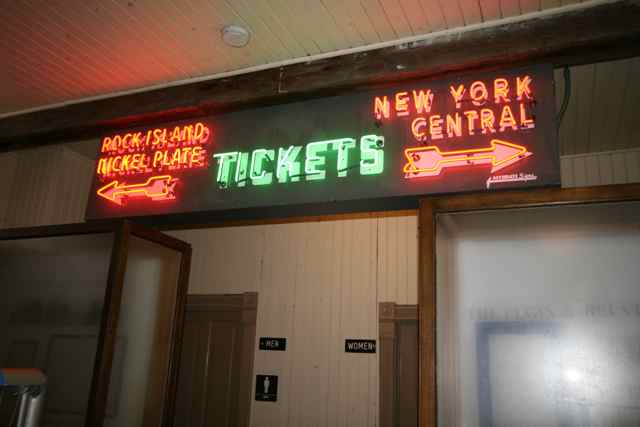 ROCK ISLAND
NICKEL PLATE
TICKETS
NEW YORK
CENTRAL
MEN
WOMEN